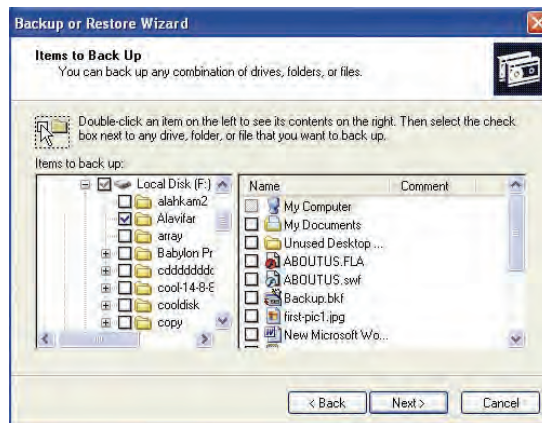 Backup or Restore Wizard
Items to Back Up
You can back up any combination of drives, folders, or files.
Double-click an item on the left to see its contents on the right. Then select the check
box next to any drive, folder, or file that you want to back up.
Items to back up:
Local Disk (F:)
alahkam2
Alavifar
array
Babylon Pr
cddddddc
cool-14-8-E
cooldisk
copy
Name Comment
My Computer
My Documents
Unused Desktop ...
ABOUTUS.FLA
ABOUTUS.swf
Backup.bkf
first-pic1.jpg
New Microsoft Wo...
< Back Next > Cancel